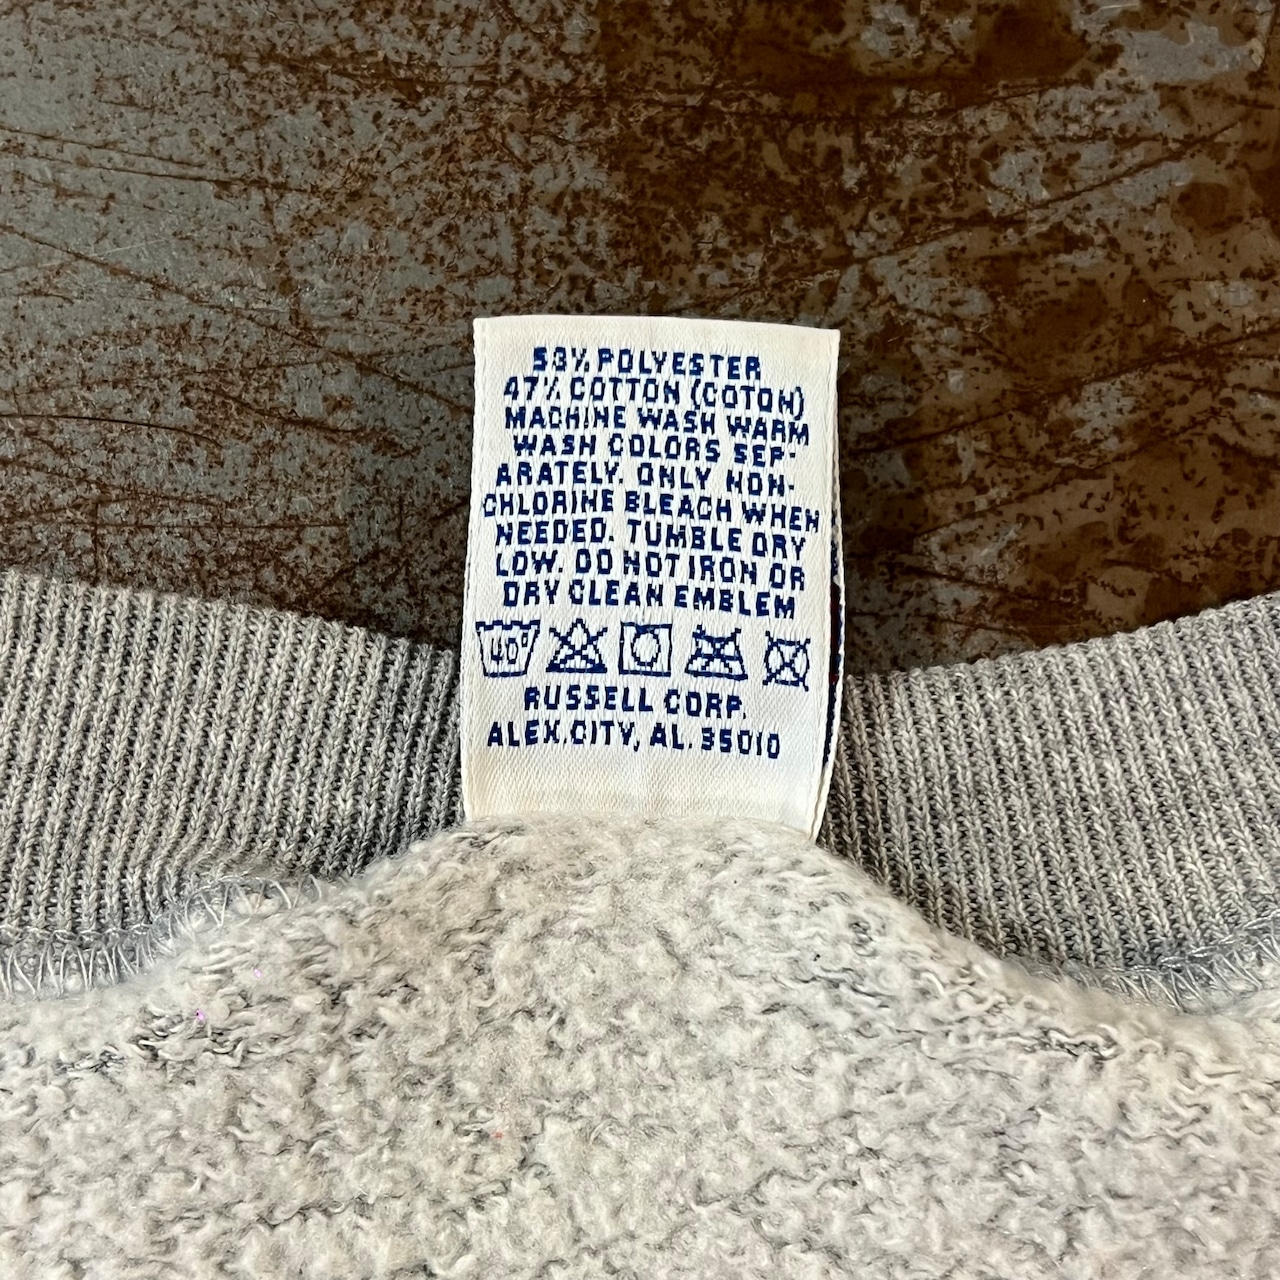 53% POLYESTER
47% COTTON (COTON)
MACHINE WASH WARM
WASH COLORS SEP-
ARATELY. ONLY NON-
CHLORINE BLEACH WHEN
NEEDED. TUMBLE DRY
LOW. DO NOT IRON OR
DRY CLEAN EMBLEM
40°
RUSSELL CORP.
ALEX.CITY, AL. 35010